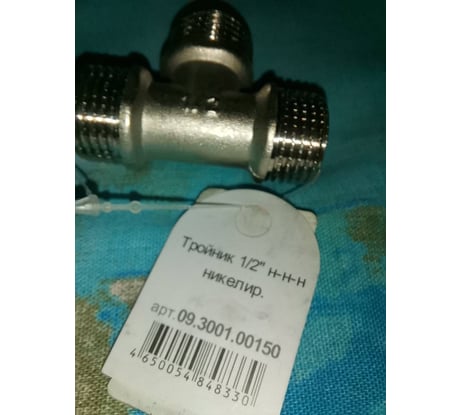 Тройник 1/2" н-н-н
никелир.
арт.09.3001.00150
4650054848330